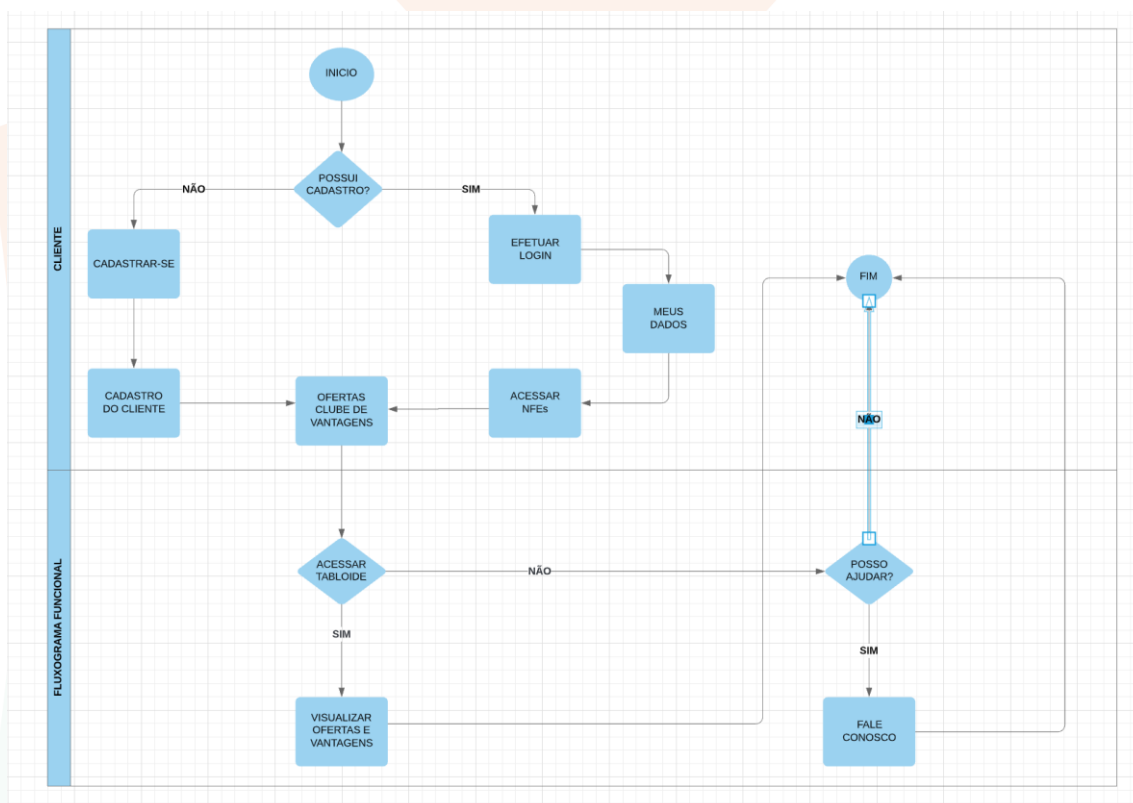 INICIO
POSSUI
CADASTRO?
NÃO
SIM
CLIENTE
CADASTRAR-SE
EFETUAR
LOGIN
FIM
MEUS
DADOS
CADASTRO
DO CLIENTE
OFERTAS
CLUBE DE
VANTAGENS
ACESSAR
NFEs
NÃO
FLUXOGRAMA FUNCIONAL
ACESSAR
TABLOIDE
NÃO
POSSO
AJUDAR?
SIM
SIM
VISUALIZAR
OFERTAS E
VANTAGENS
FALE
CONOSCO